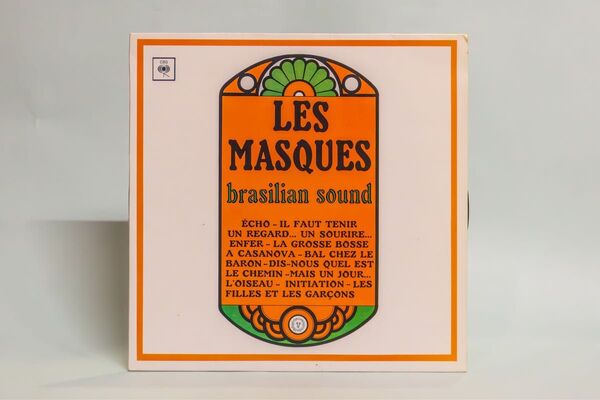 CBS
LES
MASQUES
brasilian sound
ÉCHO - IL FAUT TENIR
UN REGARD... UN SOURIRE...
ENFER - LA GROSSE BOSSE
A CASANOVA - BAL CHEZ LE
BARON - DIS-NOUS QUEL EST
LE CHEMIN - MAIS UN JOUR...
L'OISEAU - INITIATION - LES
FILLES ET LES GARÇONS